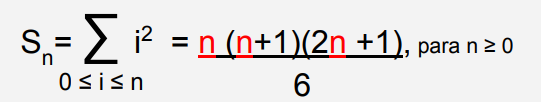 Sn= ∑ i² = n (n+1)(2n +1), para n ≥ 0
0 ≤ i ≤ n 6